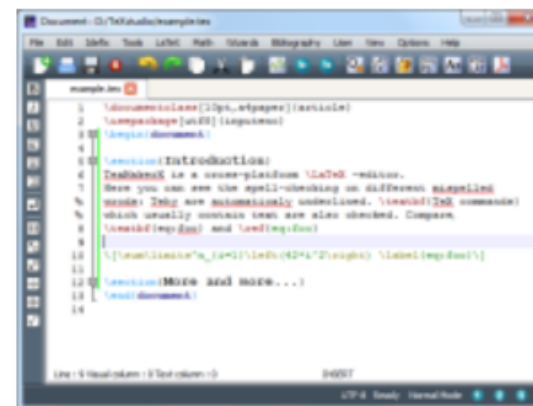 Document : D:/TeXstudio/example.tex
File Edit Idefix Tools LaTeX Math Wizards Bibliography User View Options Help
example.tex
1 \documentclass[10pt,a4paper]{article}
2 \usepackage[utf8]{inputenc}
3 \begin{document}
4
5 \section{Introduction}
6 TexMakerX is a cross-platform \LaTeX -editor.
7 Here you can see the spell-checking on different mispelled
words: Tehy are automaticaly underlined. \textbf{TeX commands}
which usually contain text are also checked. Compare
8 \textbf{eq:foo} and \ref{eq:foo}
9
10 \[\sum\limits^n_{i=1}\left(42+i^2\right) \label{eq:foo}\]
11
12 \section{More and more...}
13 \end{document}
14
Line : 9 Visual column : 0 Text column : 0 INSERT
UTF-8 Ready Normal Mode